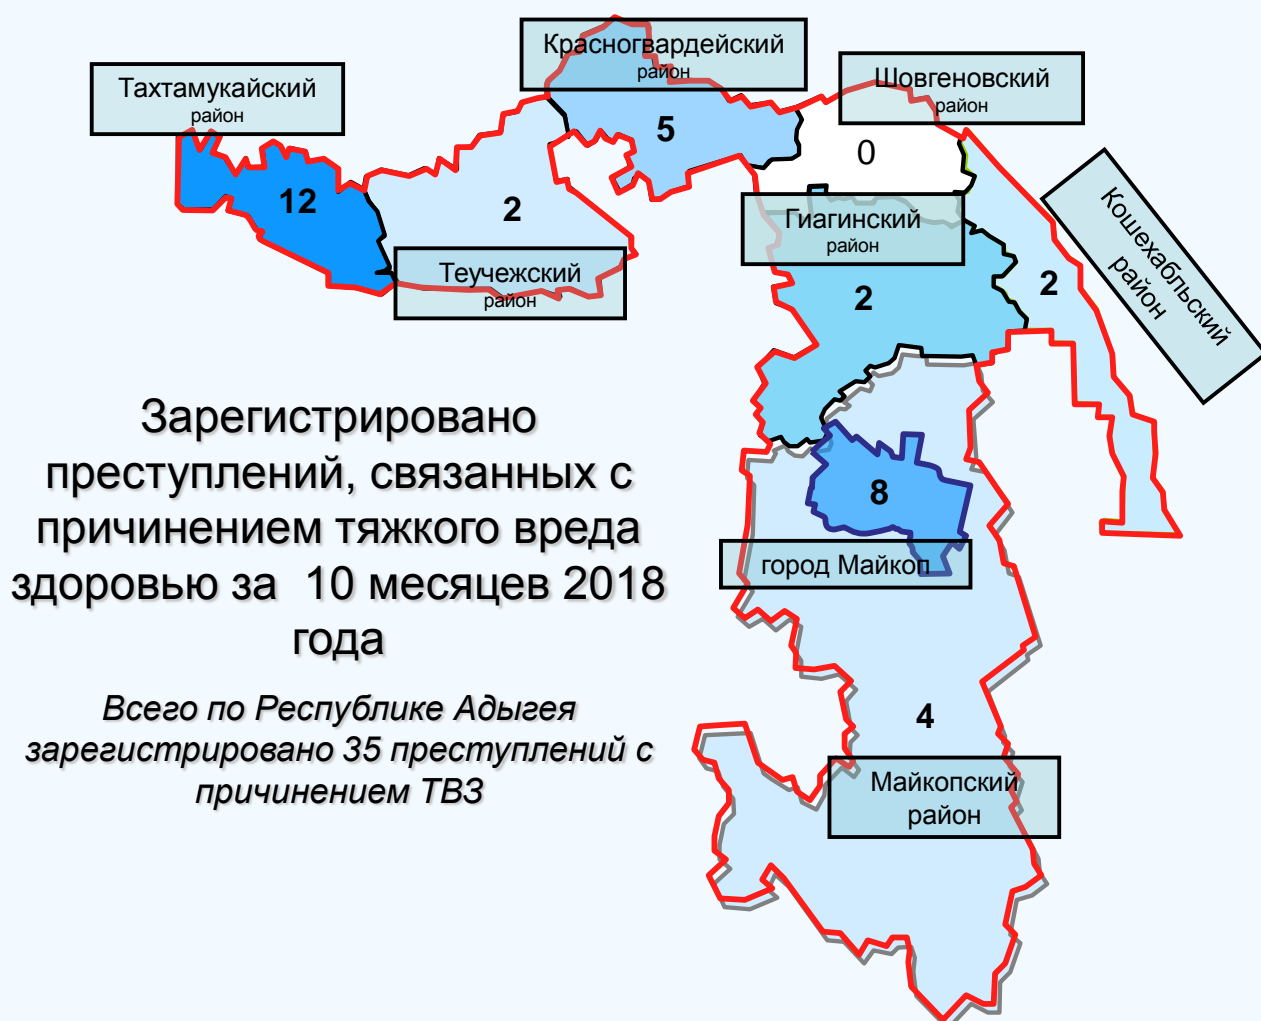 Красногвардейский
район
Шовгеновский
район
Тахтамукайский
район
5
0
Кошехабльский
район
12
2
Гиагинский
район
Теучежский
район
2
2
Зарегистрировано
преступлений, связанных с
причинением тяжкого вреда
здоровью за 10 месяцев 2018
года
8
город Майкоп
Всего по Республике Адыгея
зарегистрировано 35 преступлений с
причинением ТВЗ
4
Майкопский
район